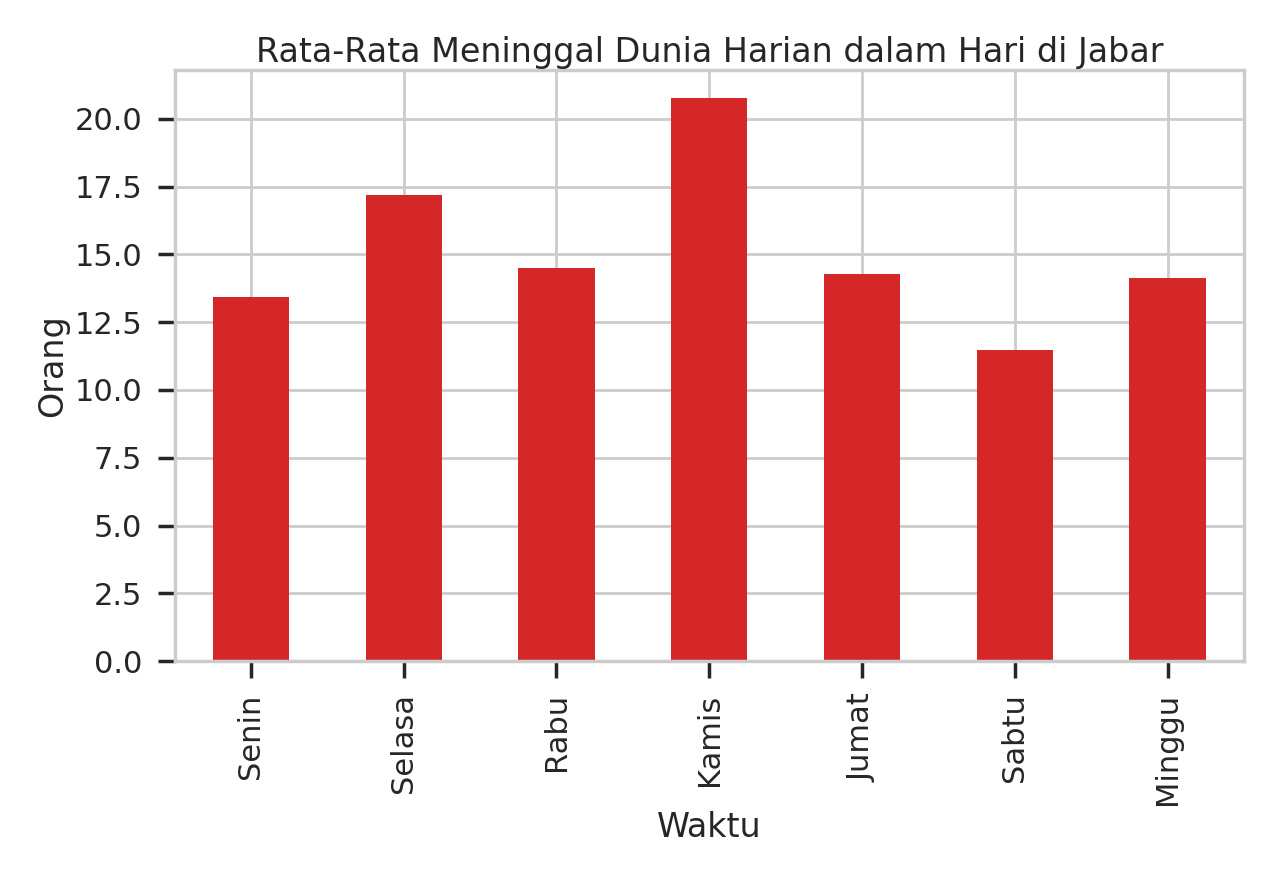 Rata-Rata Meninggal Dunia Harian dalam Hari di Jabar
Orang
20.0
17.5
15.0
12.5
10.0
7.5
5.0
2.5
0.0
Senin
Selasa
Rabu
Kamis
Jumat
Sabtu
Minggu
Waktu